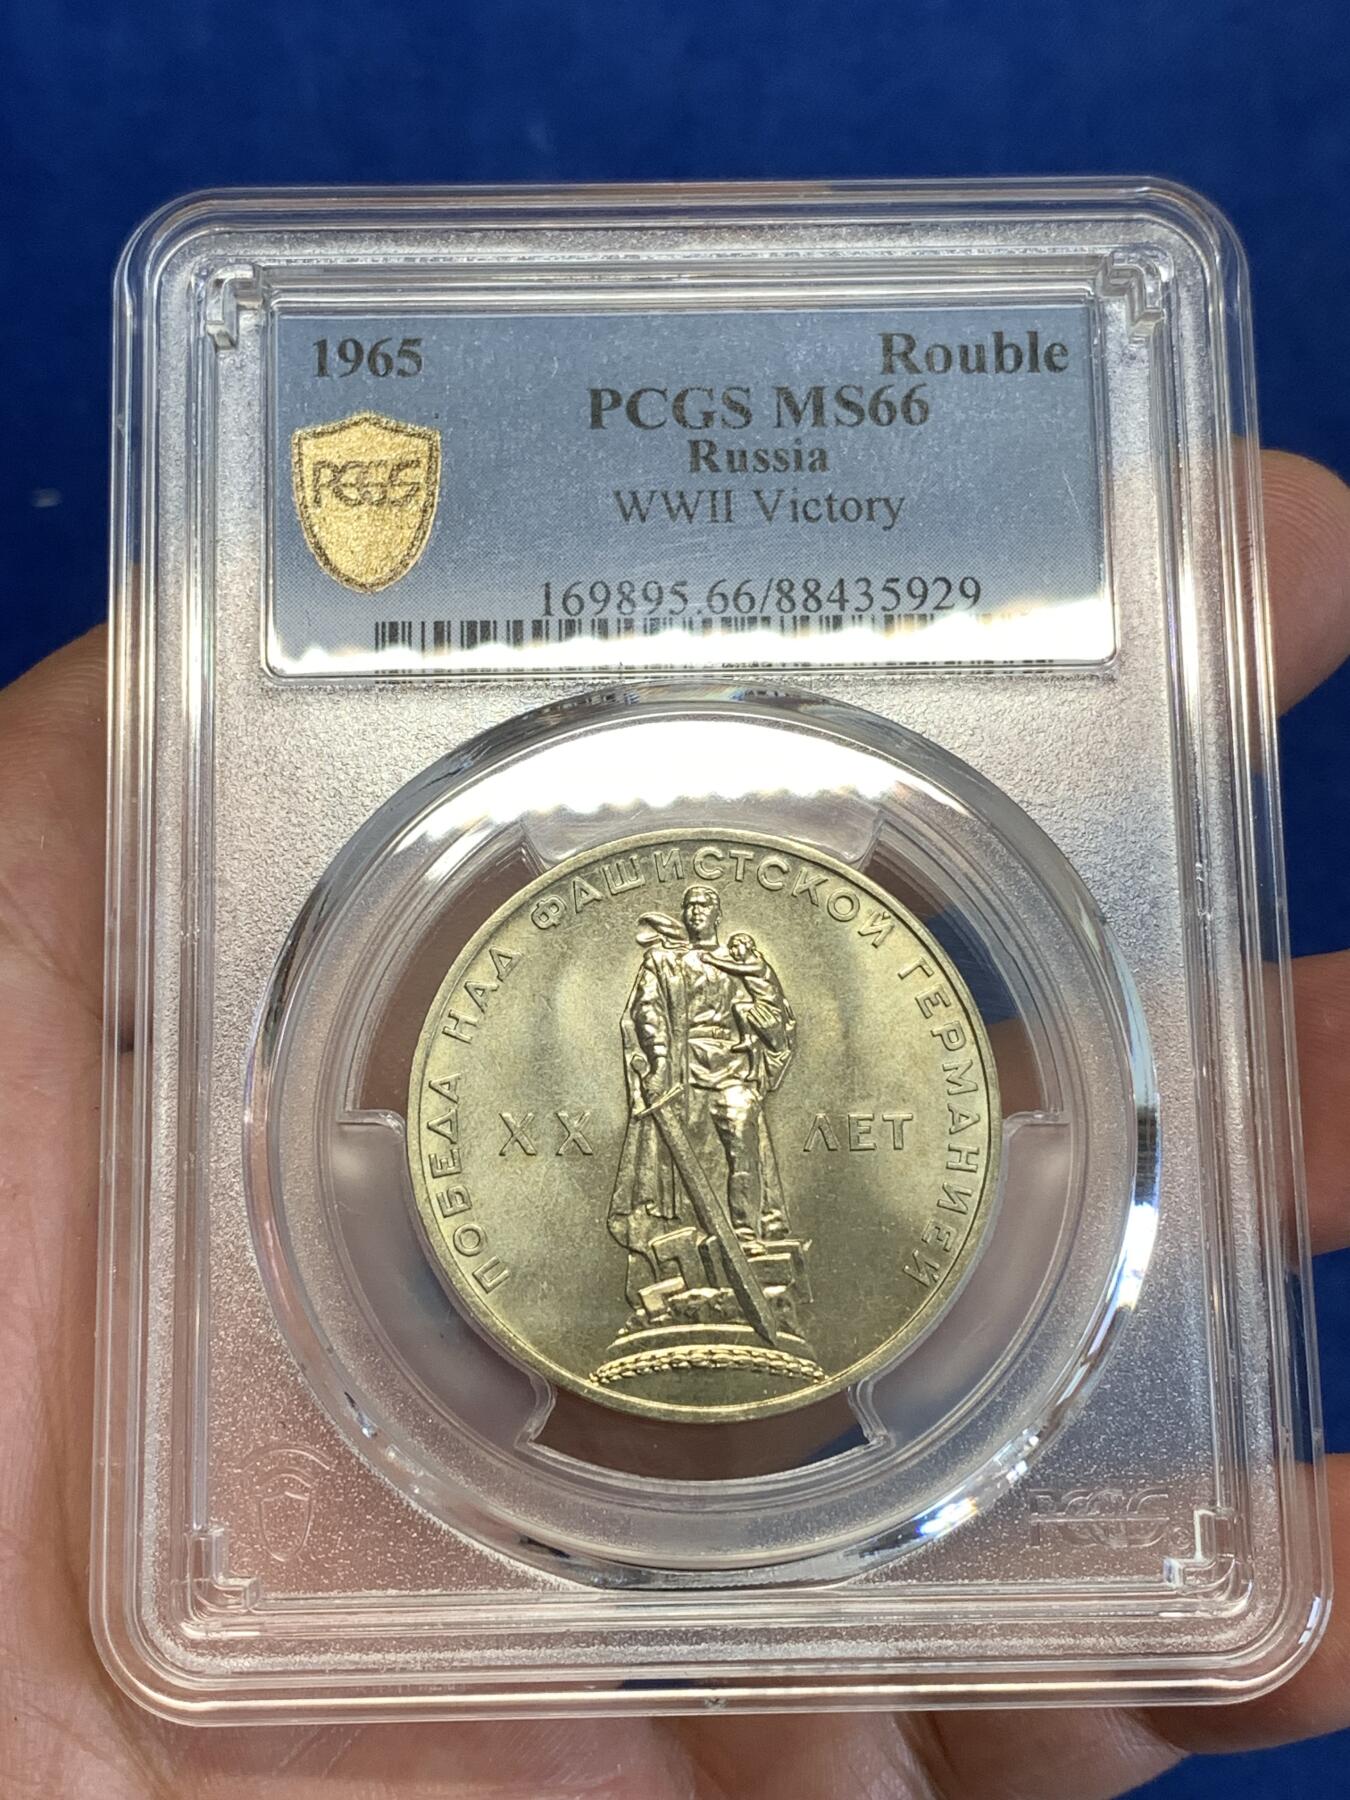 1965 Rouble
PCGS MS66
Russia
WWII Victory
PCGS
169895.66/88435929
ПОБЕДА НАД ФАШИСТСКОЙ ГЕРМАНИЕЙ
XX ЛЕТ
PCGS